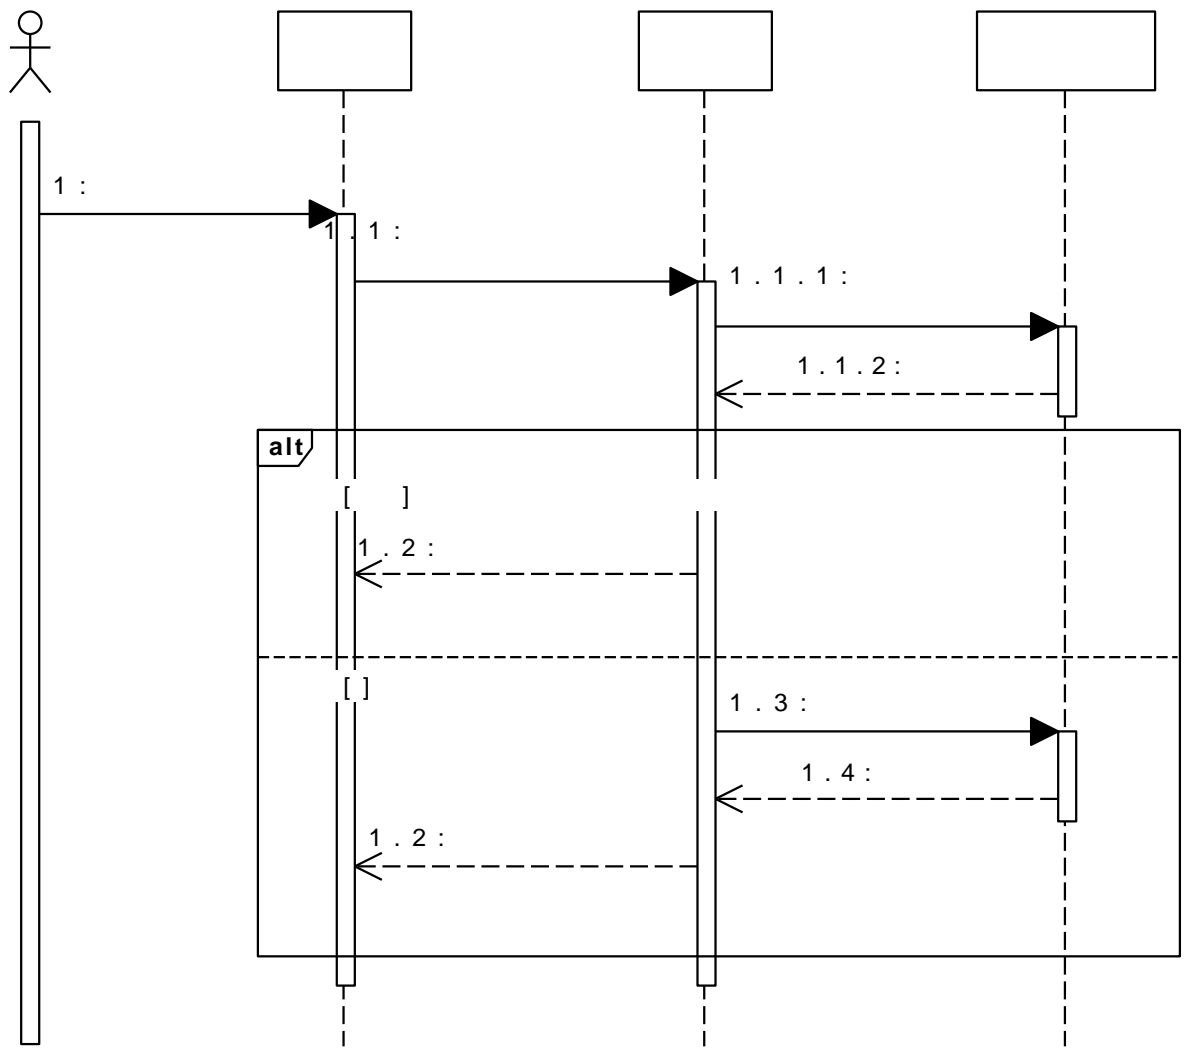 1 :
1 . 1 :
1 . 1 . 1 :
1 . 1 . 2 :
alt
[ ]
1 . 2 :
[ ]
1 . 3 :
1 . 4 :
1 . 2 :